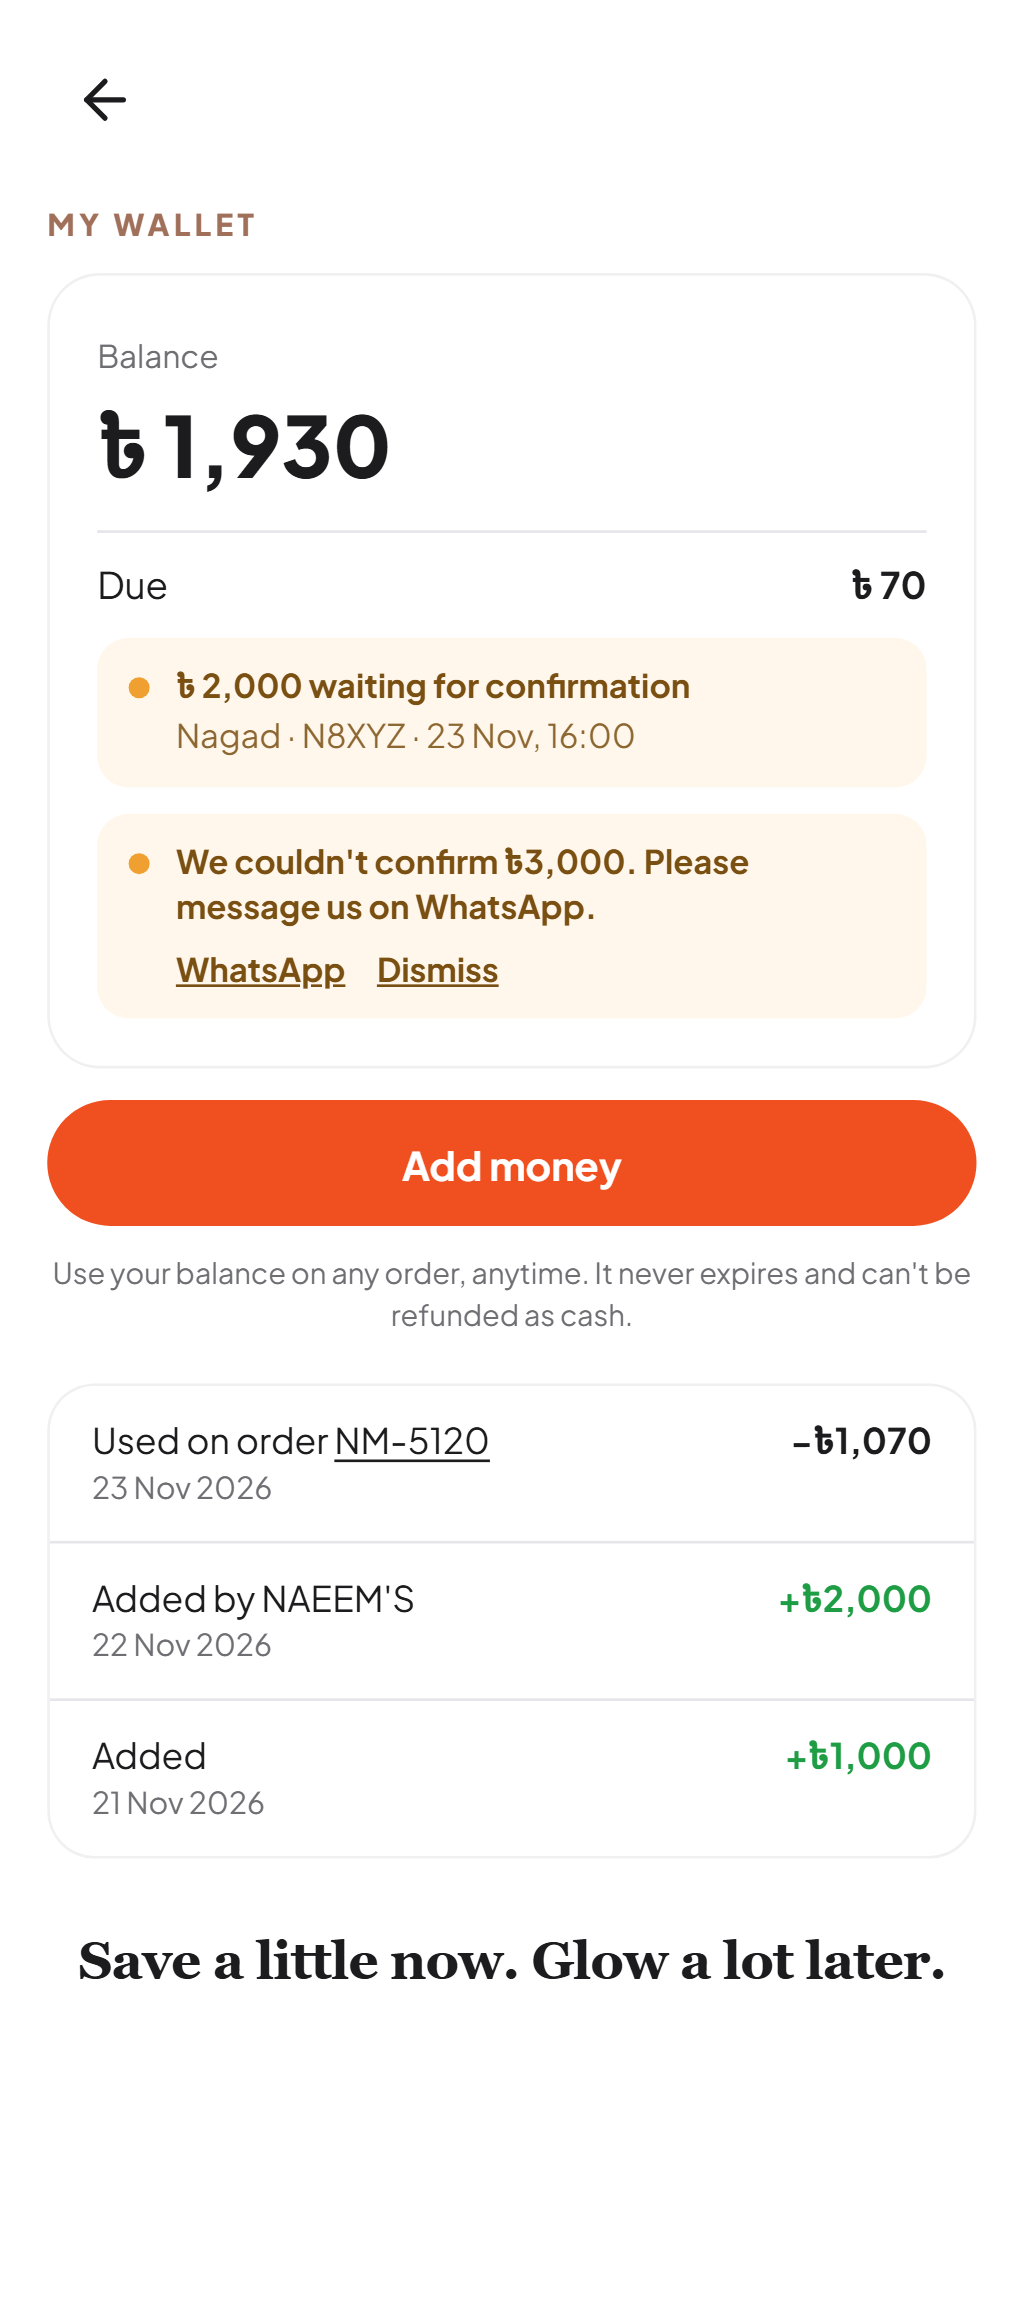 MY WALLET
Balance
৳ 1,930
Due
৳ 70
৳ 2,000 waiting for confirmation
Nagad · N8XYZ · 23 Nov, 16:00
We couldn't confirm ৳3,000. Please
message us on WhatsApp.
WhatsApp Dismiss
Add money
Use your balance on any order, anytime. It never expires and can't be
refunded as cash.
Used on order NM-5120
−৳1,070
23 Nov 2026
Added by NAEEM'S
+৳2,000
22 Nov 2026
Added
+৳1,000
21 Nov 2026
Save a little now. Glow a lot later.